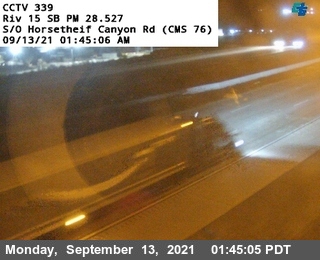 CCTV 339
Riv 15 SB PM 28.527
S/O Horsetheif Canyon Rd (CMS 76)
09/13/21 01:45:06 AM
Monday, September 13, 2021 01:45:05 PDT